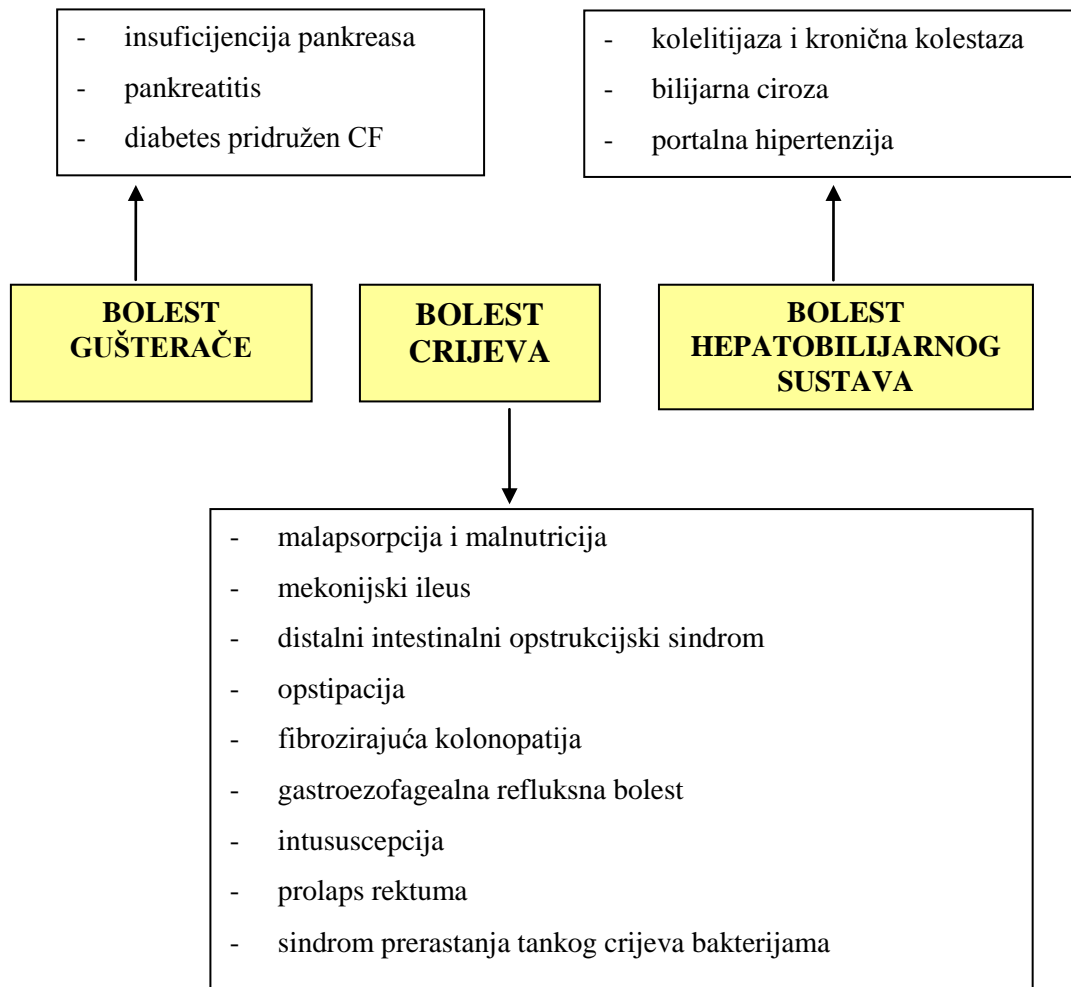 - insuficijencija pankreasa
- pankreatitis
- diabetes pridružen CF
- kolelitijaza i kronična kolestaza
- bilijarna ciroza
- portalna hipertenzija
BOLEST
GUŠTERAČE
BOLEST
CRIJEVA
BOLEST
HEPATOBILIJARNOG
SUSTAVA
- malapsorpcija i malnutricija
- mekonijski ileus
- distalni intestinalni opstrukcijski sindrom
- opstipacija
- fibrozirajuća kolonopatija
- gastroezofagealna refluksna bolest
- intususcepcija
- prolaps rektuma
- sindrom prerastanja tankog crijeva bakterijama